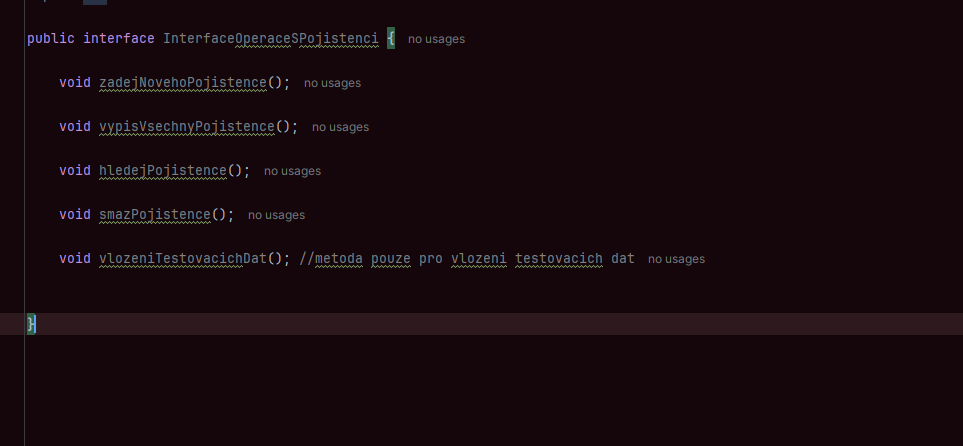 public interface InterfaceOperaceSPojistenci { no usages
void zadejNovehoPojistence(); no usages
void vypisVsechnyPojistence(); no usages
void hledejPojistence(); no usages
void smazPojistence(); no usages
void vlozeniTestovacichDat(); //metoda pouze pro vlozeni testovacich dat no usages
}